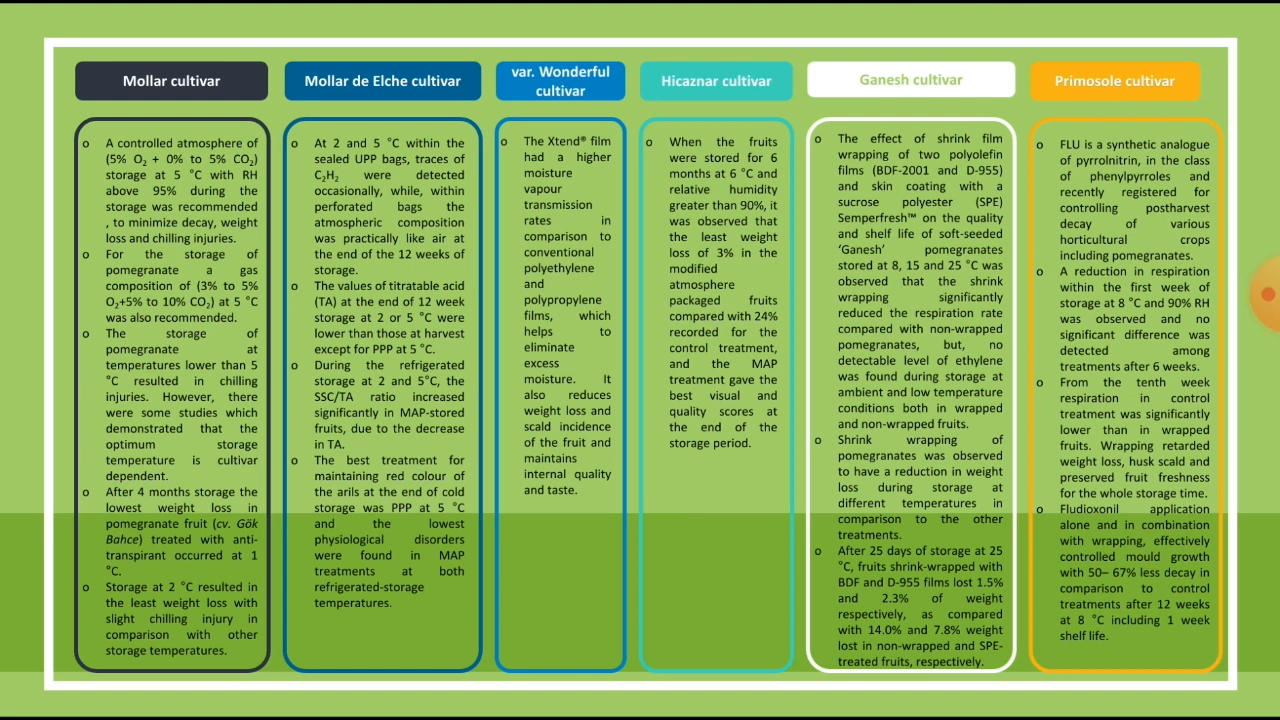 Mollar cultivar
o A controlled atmosphere of
(5% O₂ + 0% to 5% CO₂)
storage at 5 °C with RH
above 95% during the
storage was recommended
, to minimize decay, weight
loss and chilling injuries.
o For the storage of
pomegranate a gas
composition of (3% to 5%
O₂+5% to 10% CO₂) at 5 °C
was also recommended.
o The storage of
pomegranate at
temperatures lower than 5
°C resulted in chilling
injuries. However, there
were some studies which
demonstrated that the
optimum storage
temperature is cultivar
dependent.
o After 4 months storage the
lowest weight loss in
pomegranate fruit (cv. Gök
Bahce) treated with anti-
transpirant occurred at 1
°C.
o Storage at 2 °C resulted in
the least weight loss with
slight chilling injury in
comparison with other
storage temperatures.
Mollar de Elche cultivar
o At 2 and 5 °C within the
sealed UPP bags, traces of
C₂H₂ were detected
occasionally, while, within
perforated bags the
atmospheric composition
was practically like air at
the end of the 12 weeks of
storage.
o The values of titratable acid
(TA) at the end of 12 week
storage at 2 or 5 °C were
lower than those at harvest
except for PPP at 5 °C.
o During the refrigerated
storage at 2 and 5°C, the
SSC/TA ratio increased
significantly in MAP-stored
fruits, due to the decrease
in TA.
o The best treatment for
maintaining red colour of
the arils at the end of cold
storage was PPP at 5 °C
and the lowest
physiological disorders
were found in MAP
treatments at both
refrigerated-storage
temperatures.
var. Wonderful
cultivar
o The Xtend® film
had a higher
moisture
vapour
transmission
rates in
comparison to
conventional
polyethylene
and
polypropylene
films, which
helps to
eliminate
excess
moisture. It
also reduces
weight loss and
scald incidence
of the fruit and
maintains
internal quality
and taste.
Hicaznar cultivar
o When the fruits
were stored for 6
months at 6 °C and
relative humidity
greater than 90%, it
was observed that
the least weight
loss of 3% in the
modified
atmosphere
packaged fruits
compared with 24%
recorded for the
control treatment,
and the MAP
treatment gave the
best visual and
quality scores at
the end of the
storage period.
Ganesh cultivar
o The effect of shrink film
wrapping of two polyolefin
films (BDF-2001 and D-955)
and skin coating with a
sucrose polyester (SPE)
Semperfresh™ on the quality
and shelf life of soft-seeded
‘Ganesh’ pomegranates
stored at 8, 15 and 25 °C was
observed that the shrink
wrapping significantly
reduced the respiration rate
compared with non-wrapped
pomegranates, but, no
detectable level of ethylene
was found during storage at
ambient and low temperature
conditions both in wrapped
and non-wrapped fruits.
o Shrink wrapping of
pomegranates was observed
to have a reduction in weight
loss during storage at
different temperatures in
comparison to the other
treatments.
o After 25 days of storage at 25
°C, fruits shrink-wrapped with
BDF and D-955 films lost 1.5%
and 2.3% of weight
respectively, as compared
with 14.0% and 7.8% weight
lost in non-wrapped and SPE-
treated fruits, respectively.
Primosole cultivar
o FLU is a synthetic analogue
of pyrrolnitrin, in the class
of phenylpyrroles and
recently registered for
controlling postharvest
decay of various
horticultural crops
including pomegranates.
o A reduction in respiration
within the first week of
storage at 8 °C and 90% RH
was observed and no
significant difference was
detected among
treatments after 6 weeks.
o From the tenth week
respiration in control
treatment was significantly
lower than in wrapped
fruits. Wrapping retarded
weight loss, husk scald and
preserved fruit freshness
for the whole storage time.
o Fludioxonil application
alone and in combination
with wrapping, effectively
controlled mould growth
with 50– 67% less decay in
comparison to control
treatments after 12 weeks
at 8 °C including 1 week
shelf life.